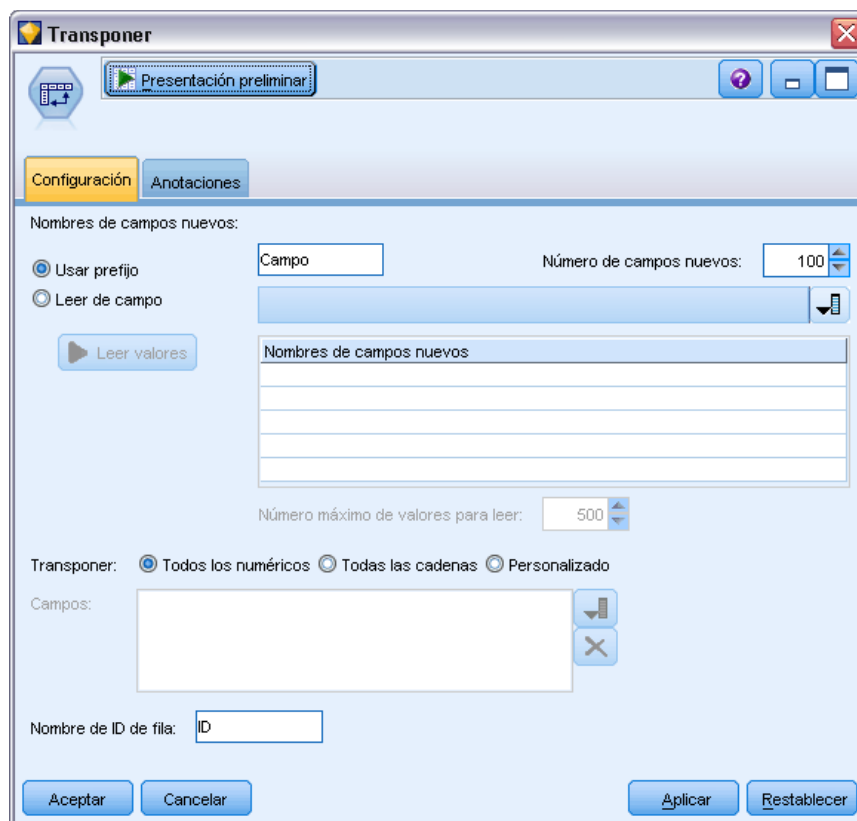 Transponer
Presentación preliminar
Configuración
Anotaciones
Nombres de campos nuevos:
Usar prefijo
Campo
Número de campos nuevos:
100
Leer de campo
Leer valores
Nombres de campos nuevos
Número máximo de valores para leer:
500
Transponer:
Todos los numéricos
Todas las cadenas
Personalizado
Campos:
Nombre de ID de fila:
ID
Aceptar
Cancelar
Aplicar
Restablecer